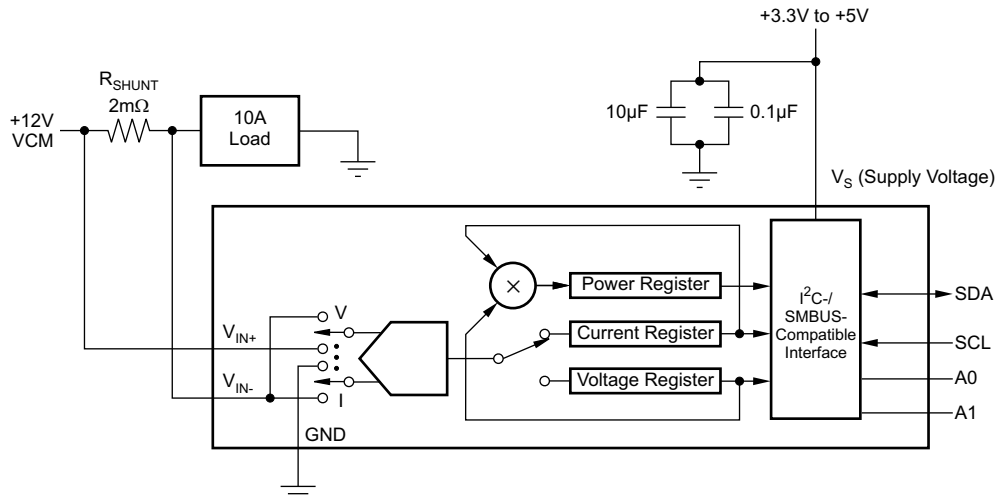 +3.3V to +5V
R_SHUNT
2mΩ
+12V
VCM
10A
Load
10µF
0.1µF
V_S (Supply Voltage)
×
Power Register
Current Register
Voltage Register
I²C-/
SMBUS-
Compatible
Interface
SDA
SCL
A0
A1
V
V_IN+
V_IN-
I
GND